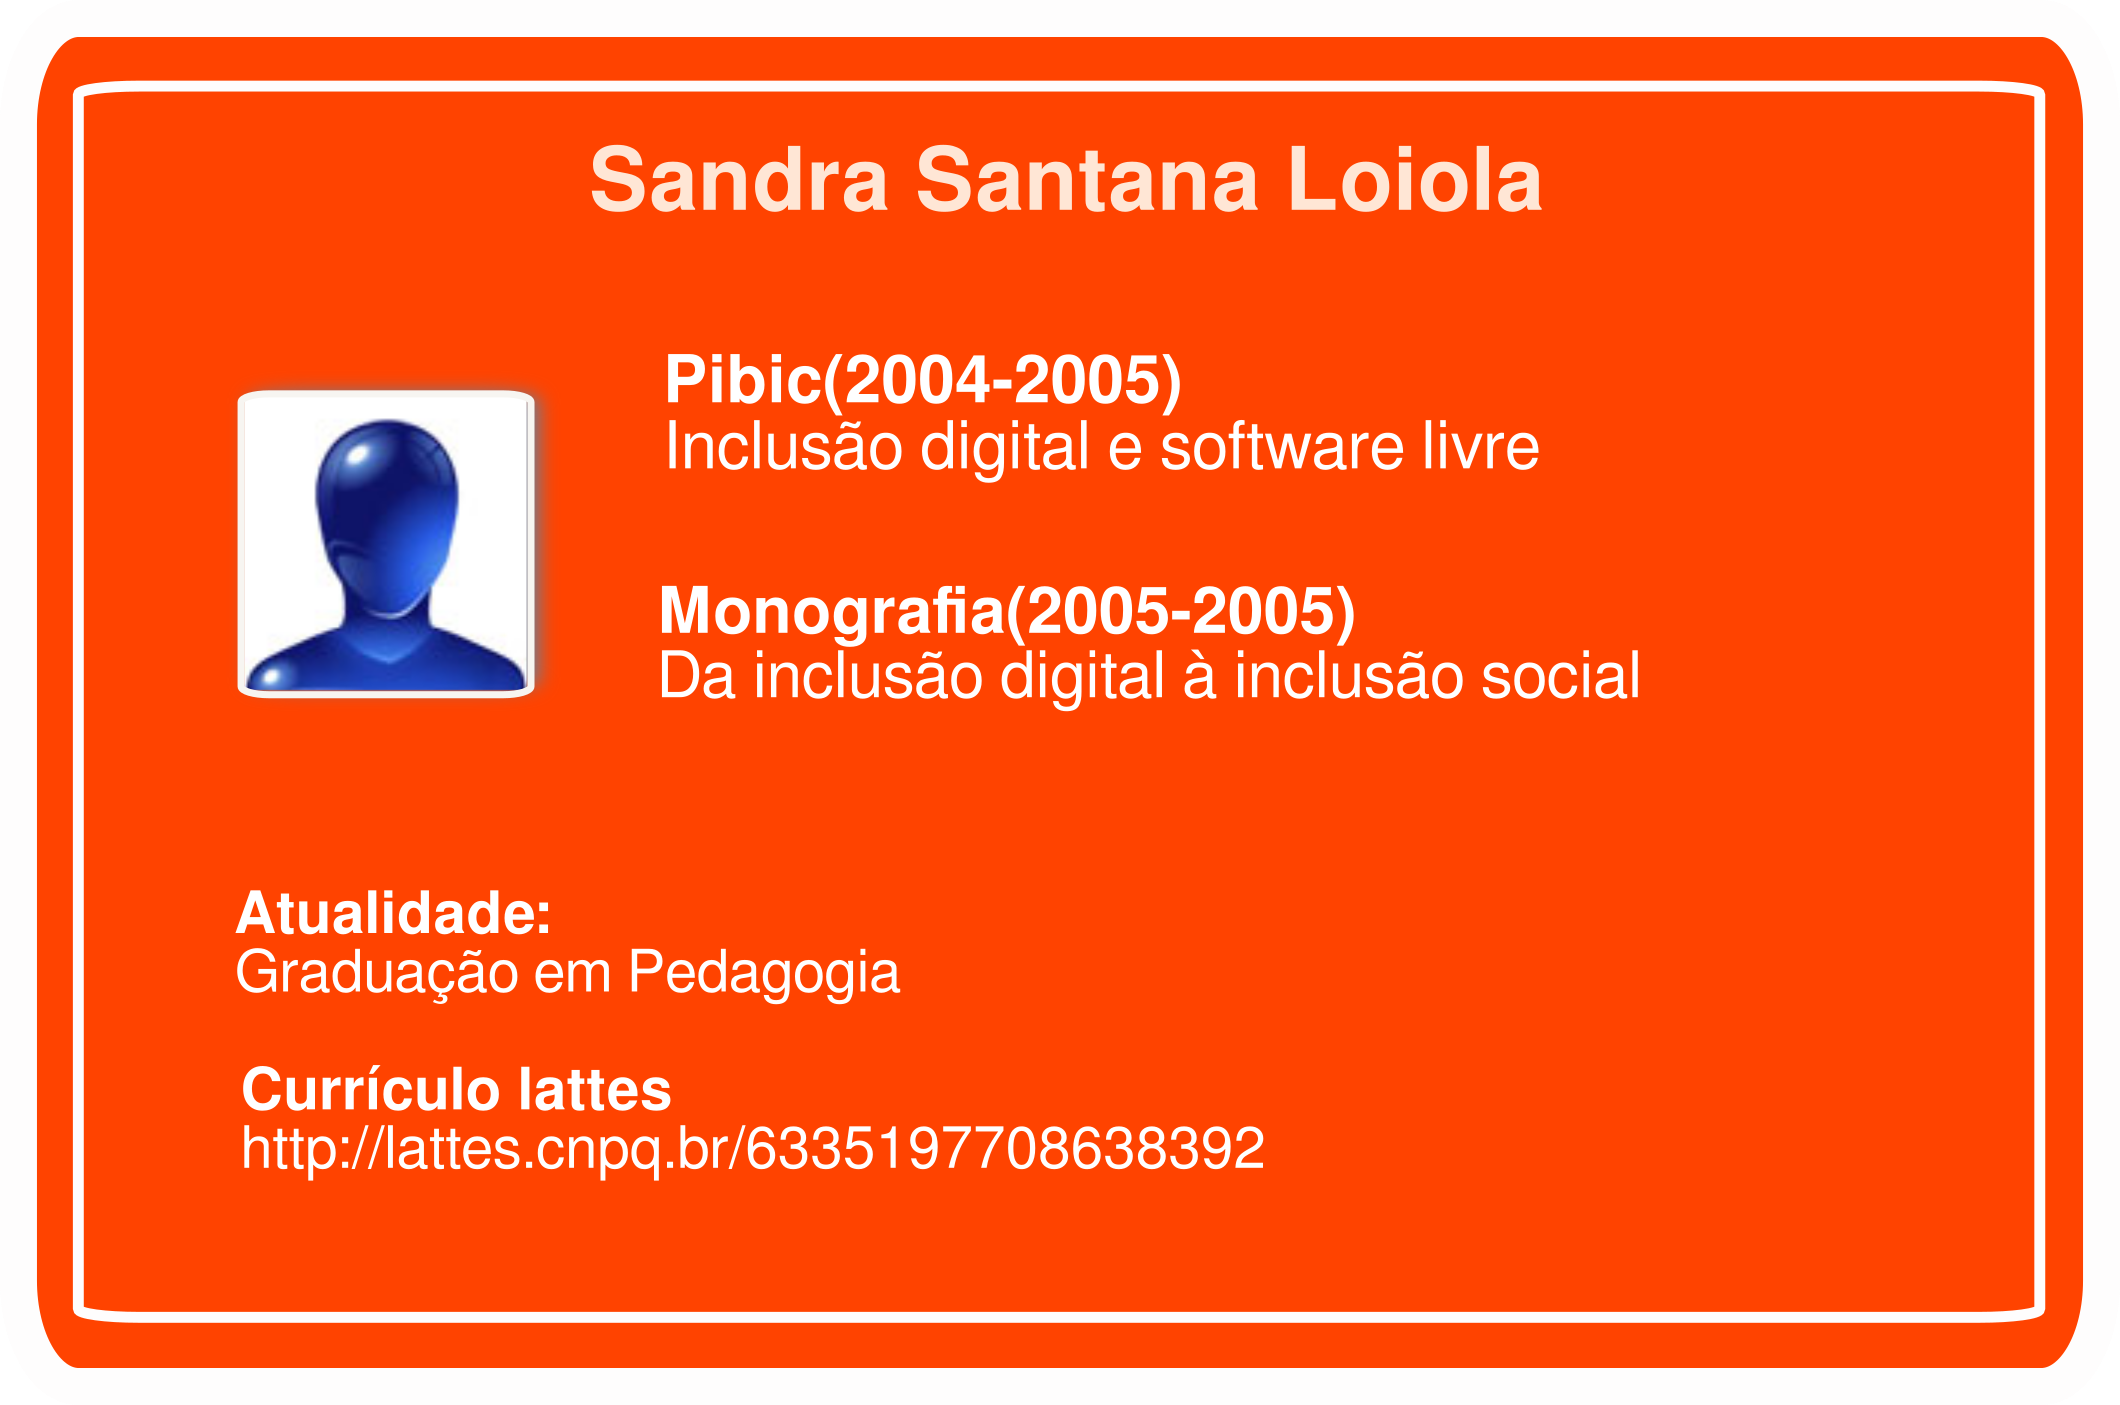 Sandra Santana Loiola
Pibic(2004-2005)
Inclusão digital e software livre
Monografia(2005-2005)
Da inclusão digital à inclusão social
Atualidade:
Graduação em Pedagogia
Currículo lattes
http://lattes.cnpq.br/6335197708638392